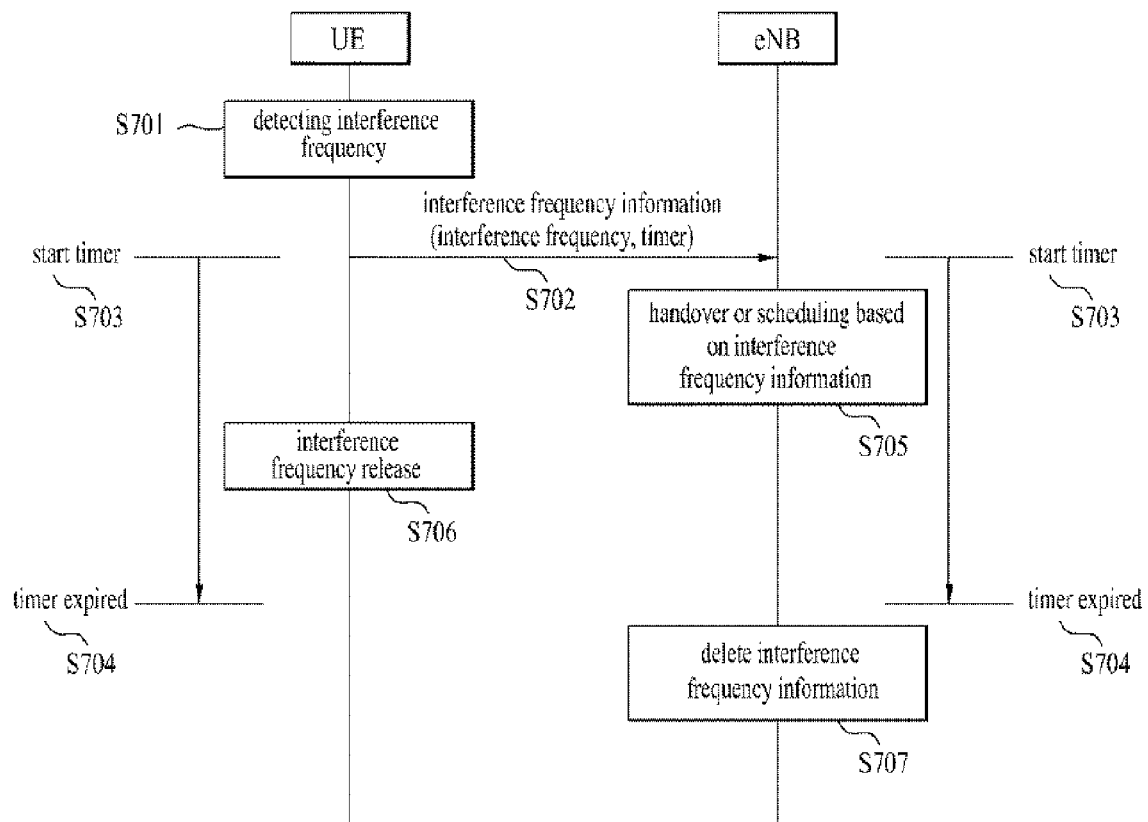 UE
eNB
S701
detecting interference
frequency
interference frequency information
(interference frequency, timer)
start timer
start timer
S702
S703
S703
handover or scheduling based
on interference
frequency information
S705
interference
frequency release
S706
timer expired
timer expired
S704
S704
delete interference
frequency information
S707